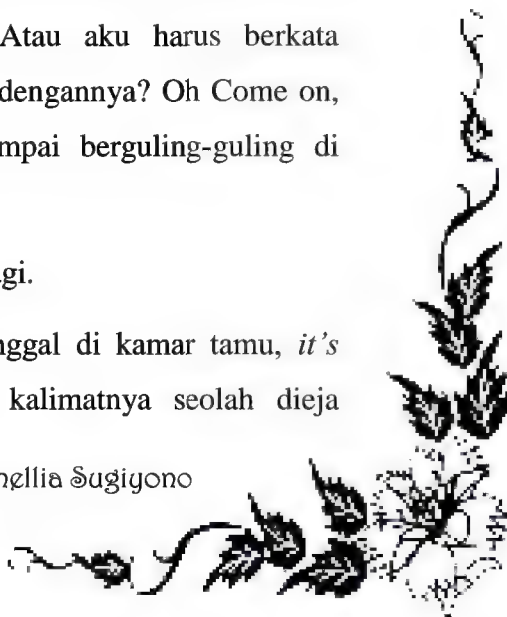 Atau aku harus berkata
dengannya? Oh Come on,
mpai berguling-guling di
gi.
nggal di kamar tamu, it's
kalimatnya seolah dieja
nellia Sugiyono